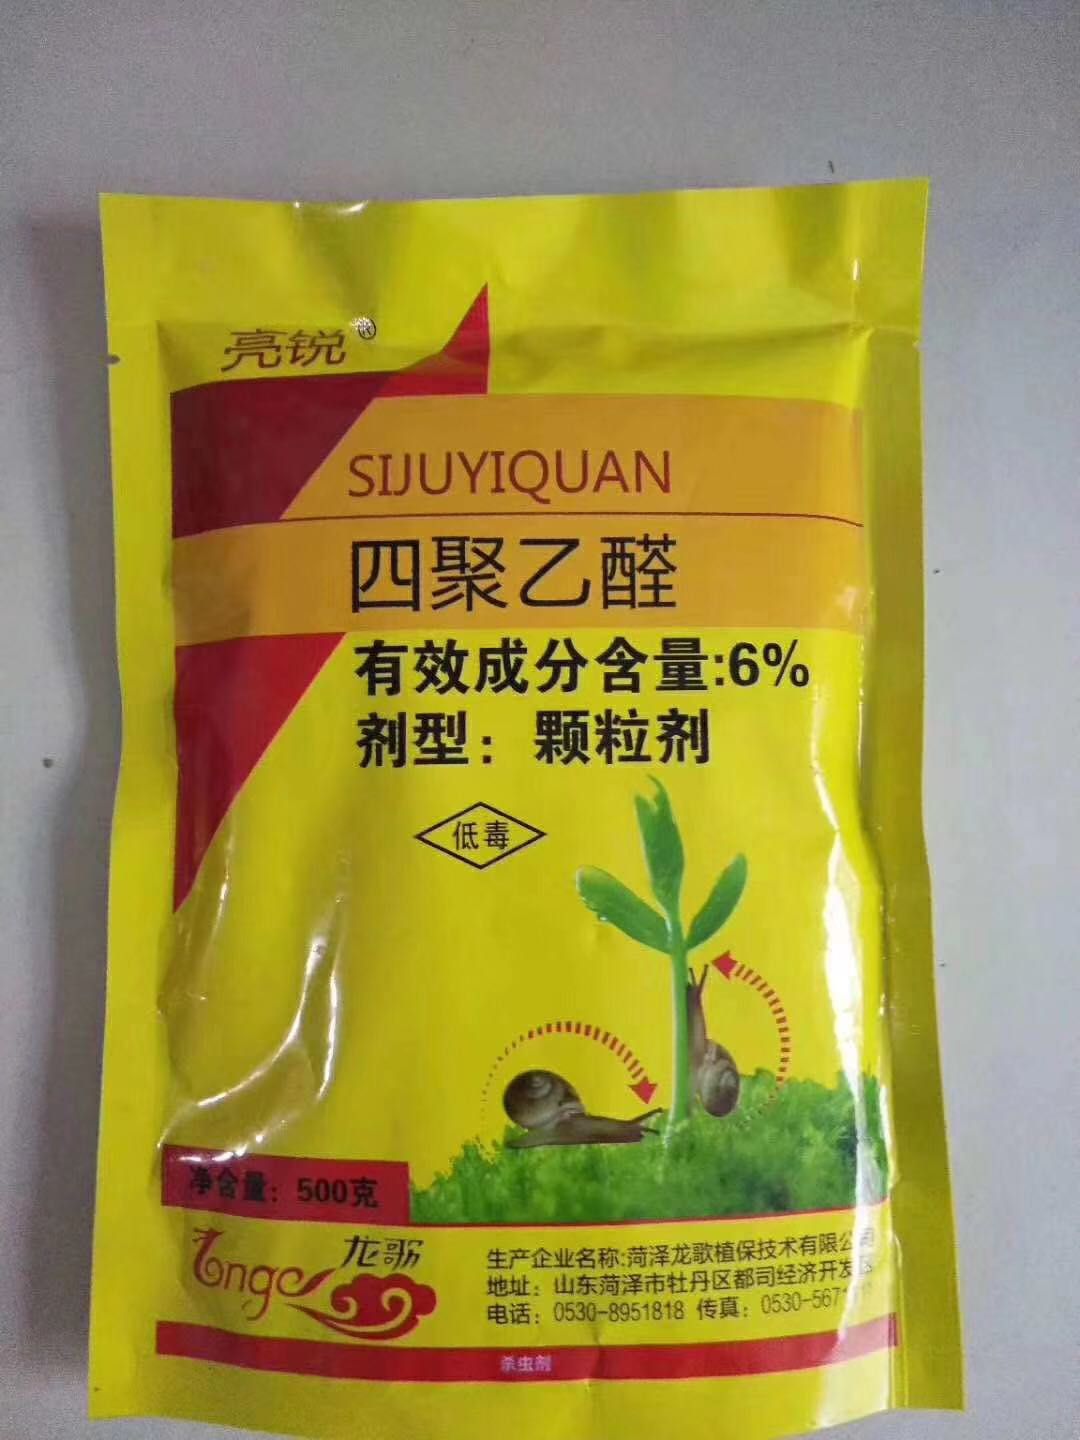 亮锐®
SIJUYIQUAN
四聚乙醛
有效成分含量:6%
剂型：颗粒剂
低毒
净含量：500克
Longe 龙歌
生产企业名称:菏泽龙歌植保技术有限公司
地址：山东菏泽市牡丹区都司经济开发区
电话：0530-8951818 传真：0530-567
杀虫剂